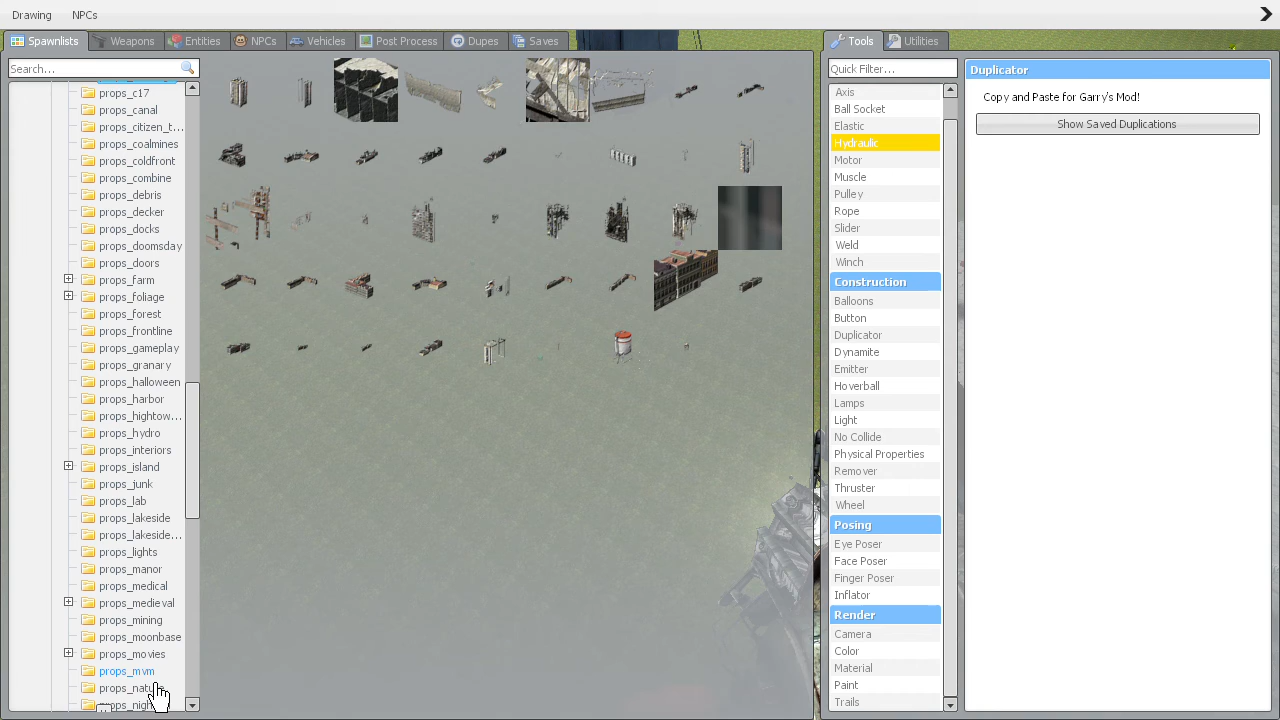 Drawing NPCs
Spawnlists Weapons Entities NPCs Vehicles Post Process Dupes Saves
Search...
props_c17
props_canal
props_citizen_t...
props_coalmines
props_coldfront
props_combine
props_debris
props_decker
props_docks
props_doomsday
props_doors
props_farm
props_foliage
props_forest
props_frontline
props_gameplay
props_granary
props_halloween
props_harbor
props_hightow...
props_hydro
props_interiors
props_island
props_junk
props_lab
props_lakeside
props_lakeside...
props_lights
props_manor
props_medical
props_medieval
props_mining
props_moonbase
props_movies
props_mvm
Tools Utilities
Quick Filter...
Axis
Ball Socket
Elastic
Hydraulic
Motor
Muscle
Pulley
Rope
Slider
Weld
Winch
Construction
Balloons
Button
Duplicator
Dynamite
Emitter
Hoverball
Lamps
Light
No Collide
Physical Properties
Remover
Thruster
Wheel
Posing
Eye Poser
Face Poser
Finger Poser
Inflator
Render
Camera
Color
Material
Paint
Trails
Duplicator
Copy and Paste for Garry's Mod!
Show Saved Duplications